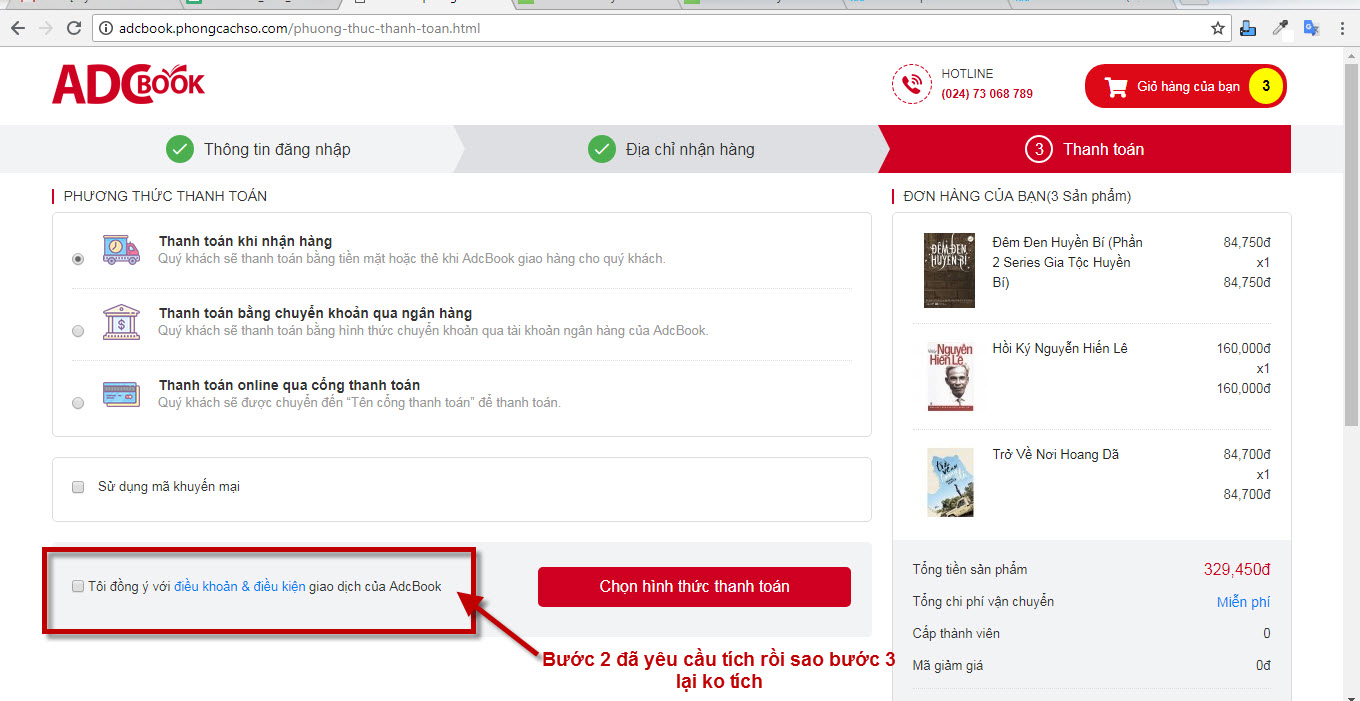 adcbook.phongcachso.com/phuong-thuc-thanh-toan.html
ADCBOOK
HOTLINE
(024) 73 068 789
Giỏ hàng của bạn 3
Thông tin đăng nhập
Địa chỉ nhận hàng
3 Thanh toán
PHƯƠNG THỨC THANH TOÁN
Thanh toán khi nhận hàng
Quý khách sẽ thanh toán bằng tiền mặt hoặc thẻ khi AdcBook giao hàng cho quý khách.
Thanh toán bằng chuyển khoản qua ngân hàng
Quý khách sẽ thanh toán bằng hình thức chuyển khoản qua tài khoản ngân hàng của AdcBook.
Thanh toán online qua cổng thanh toán
Quý khách sẽ được chuyển đến “Tên cổng thanh toán” để thanh toán.
Sử dụng mã khuyến mại
Tôi đồng ý với điều khoản & điều kiện giao dịch của AdcBook
Chọn hình thức thanh toán
Bước 2 đã yêu cầu tích rồi sao bước 3
lại ko tích
ĐƠN HÀNG CỦA BẠN(3 Sản phẩm)
ĐÊM ĐEN
HUYỀN BÍ
Đêm Đen Huyền Bí (Phần
2 Series Gia Tộc Huyền
Bí)
84,750đ
x1
84,750đ
Nguyễn
Hiến Lê
Hồi Ký Nguyễn Hiến Lê
160,000đ
x1
160,000đ
Trở Về Nơi Hoang Dã
84,700đ
x1
84,700đ
Tổng tiền sản phẩm 329,450đ
Tổng chi phí vận chuyển Miễn phí
Cấp thành viên 0
Mã giảm giá 0đ